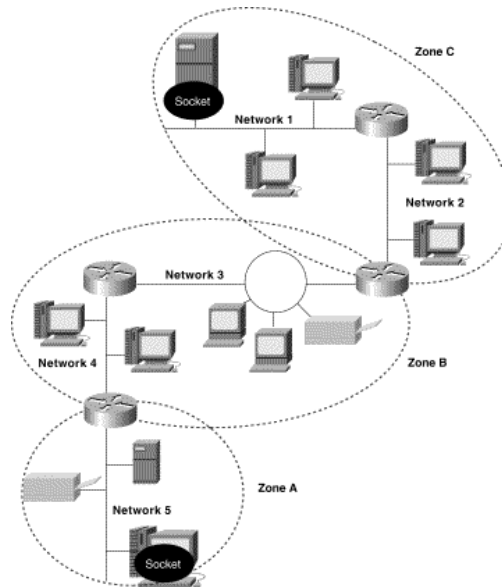 Zone C
Socket
Network 1
Network 2
Network 3
Network 4
Zone B
Zone A
Network 5
Socket